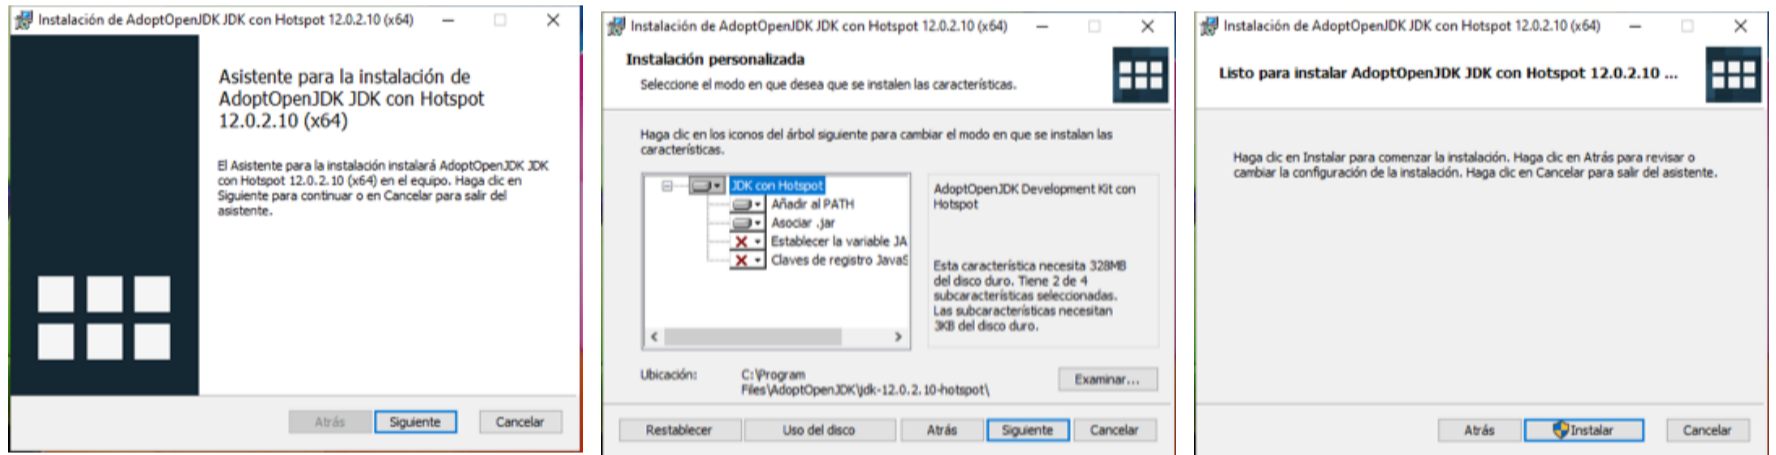 Instalación de AdoptOpenJDK JDK con Hotspot 12.0.2.10 (x64)
Asistente para la instalación de
AdoptOpenJDK JDK con Hotspot
12.0.2.10 (x64)
El Asistente para la instalación instalará AdoptOpenJDK JDK
con Hotspot 12.0.2.10 (x64) en el equipo. Haga clic en
Siguiente para continuar o en Cancelar para salir del
asistente.
Atrás
Siguiente
Cancelar
Instalación de AdoptOpenJDK JDK con Hotspot 12.0.2.10 (x64)
Instalación personalizada
Seleccione el modo en que desea que se instalen las características.
Haga clic en los iconos del árbol siguiente para cambiar el modo en que se instalan las
características.
JDK con Hotspot
Añadir al PATH
Asociar .jar
Establecer la variable JA
Claves de registro JavaS
AdoptOpenJDK Development Kit con
Hotspot
Esta característica necesita 328MB
del disco duro. Tiene 2 de 4
subcaracterísticas seleccionadas.
Las subcaracterísticas necesitan
3KB del disco duro.
Ubicación:
C:\Program
Files\AdoptOpenJDK\jdk-12.0.2.10-hotspot\
Examinar...
Restablecer
Uso del disco
Atrás
Siguiente
Cancelar
Instalación de AdoptOpenJDK JDK con Hotspot 12.0.2.10 (x64)
Listo para instalar AdoptOpenJDK JDK con Hotspot 12.0.2.10 ...
Haga clic en Instalar para comenzar la instalación. Haga clic en Atrás para revisar o
cambiar la configuración de la instalación. Haga clic en Cancelar para salir del asistente.
Atrás
Instalar
Cancelar